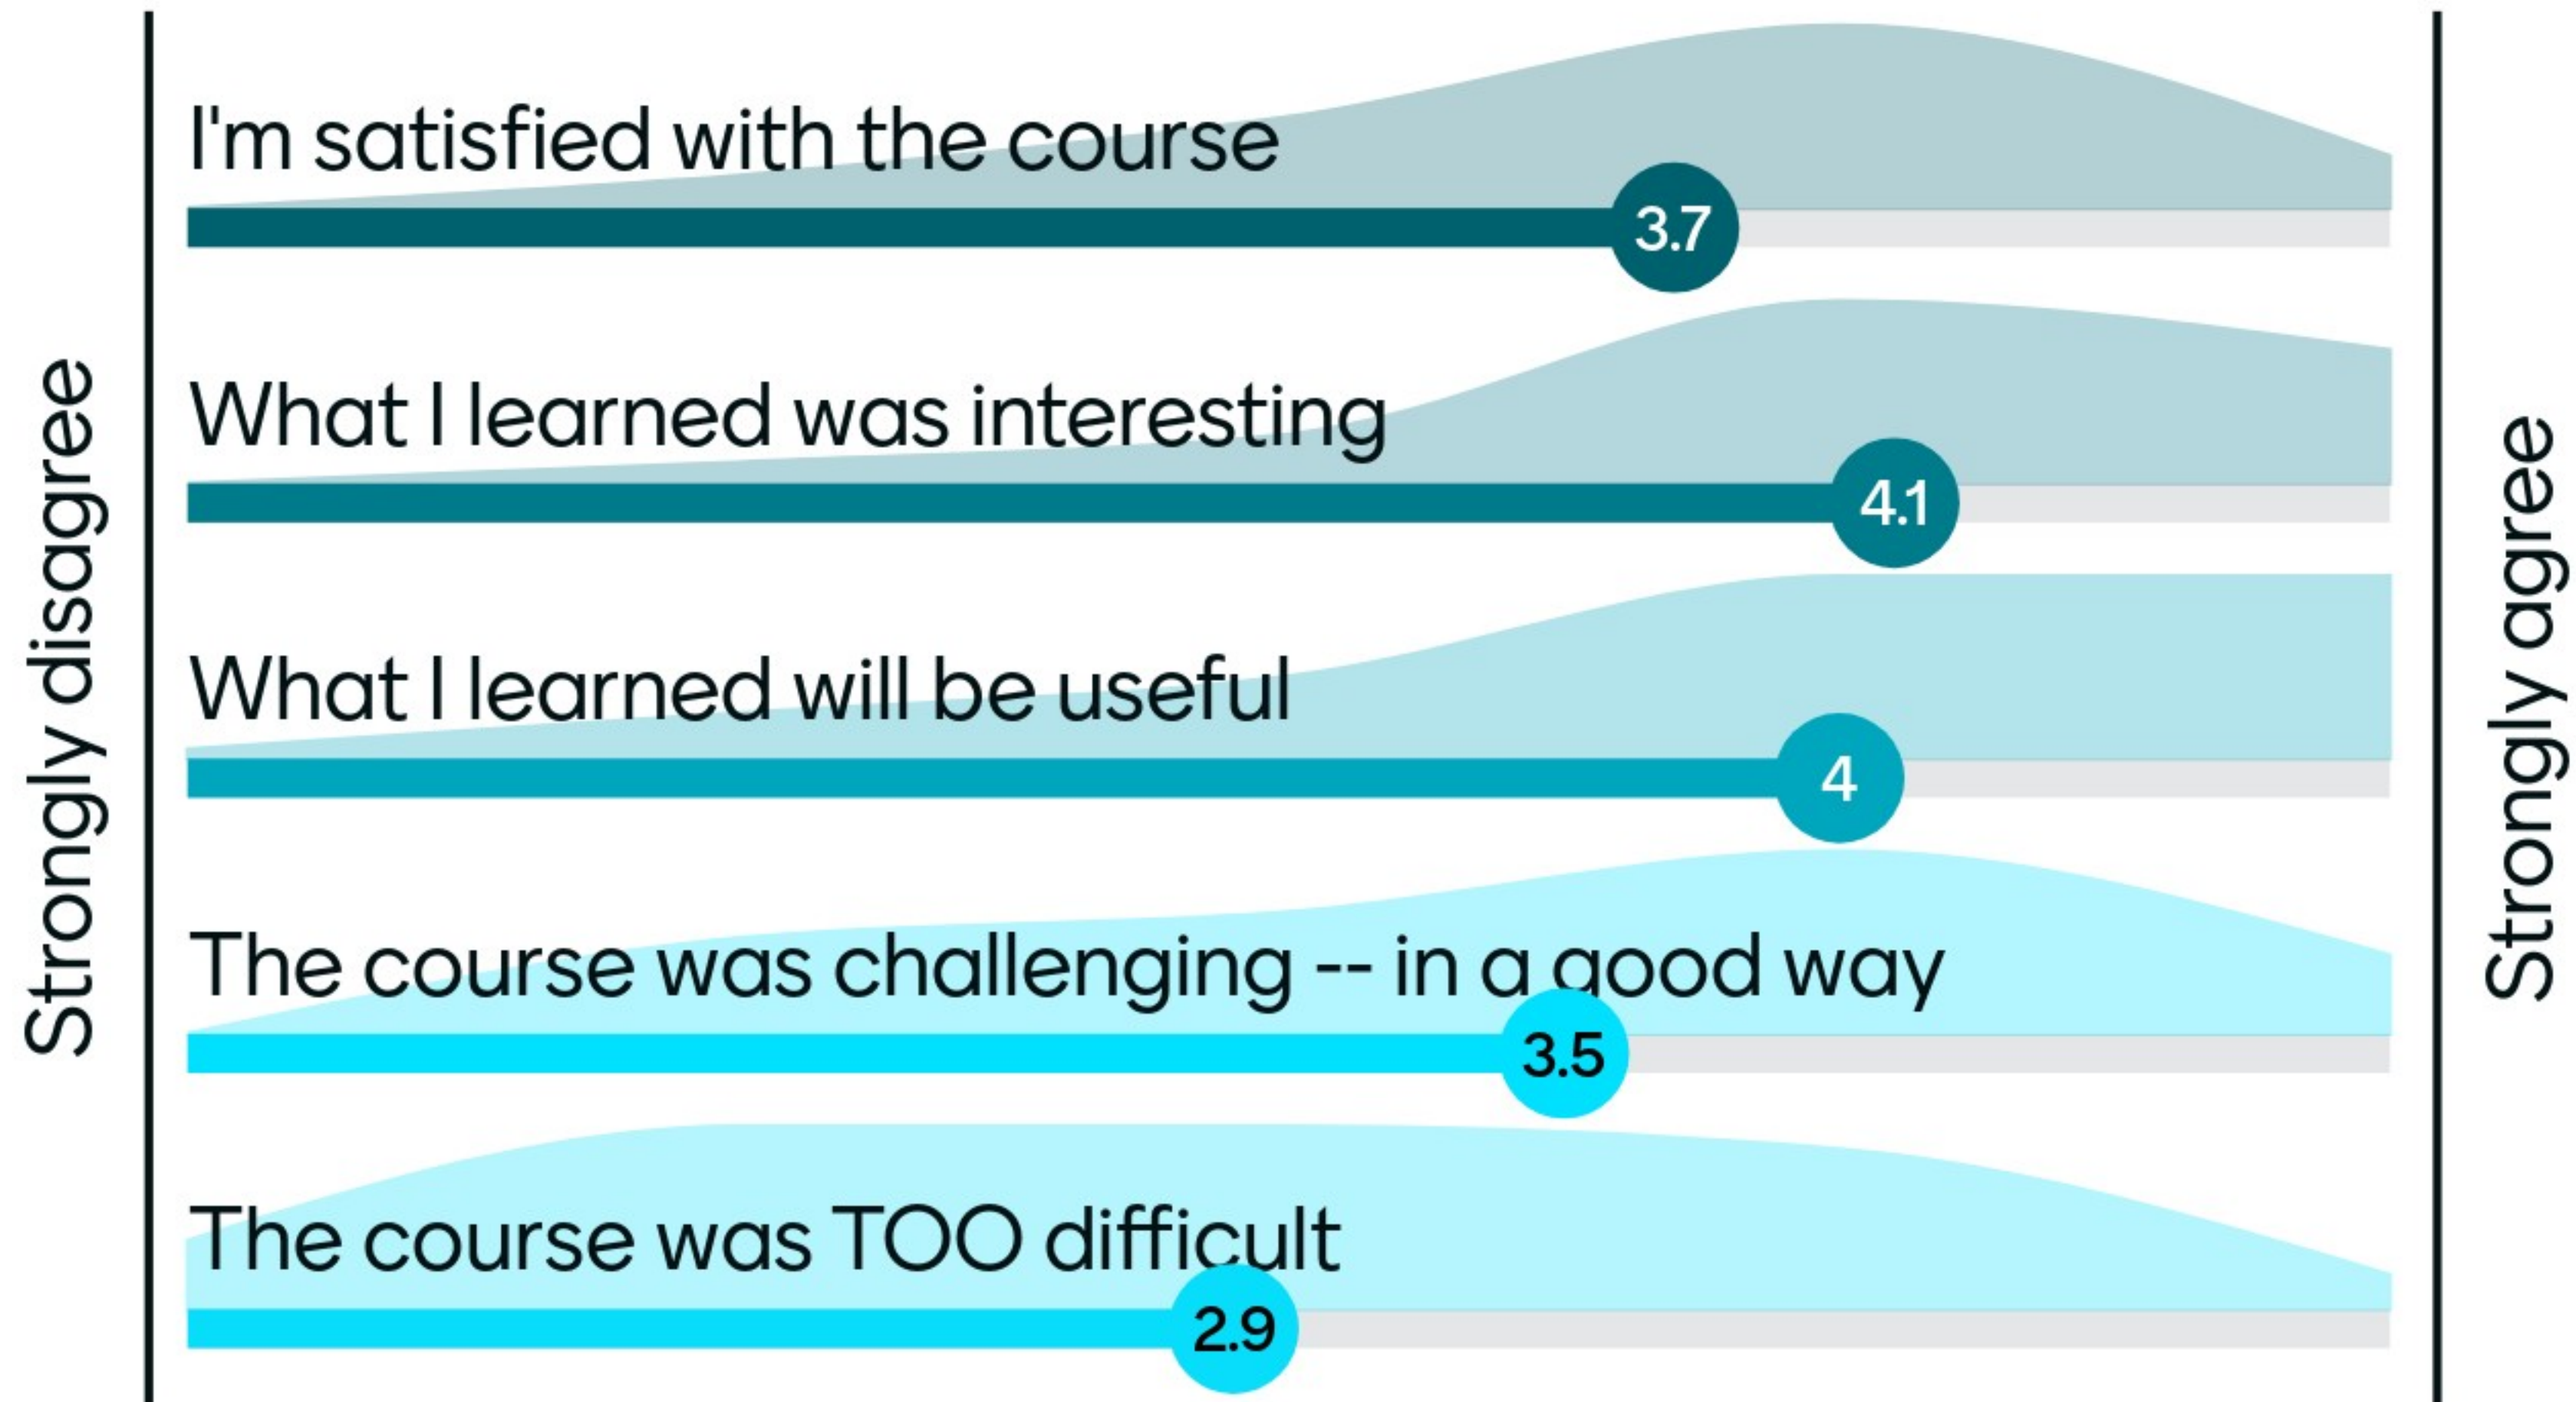 Strongly disagree
I'm satisfied with the course
3.7
What I learned was interesting
4.1
What I learned will be useful
4
The course was challenging -- in a good way
3.5
The course was TOO difficult
2.9
Strongly agree